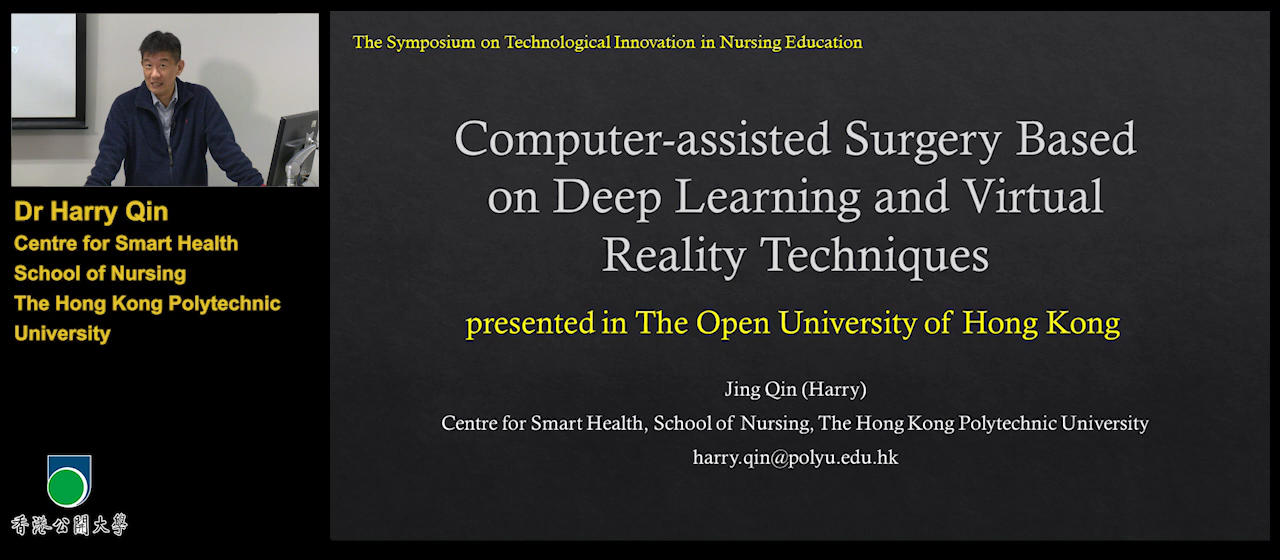 Dr Harry Qin
Centre for Smart Health
School of Nursing
The Hong Kong Polytechnic
University
香港公開大學
The Symposium on Technological Innovation in Nursing Education
Computer-assisted Surgery Based
on Deep Learning and Virtual
Reality Techniques
presented in The Open University of Hong Kong
Jing Qin (Harry)
Centre for Smart Health, School of Nursing, The Hong Kong Polytechnic University
harry.qin@polyu.edu.hk